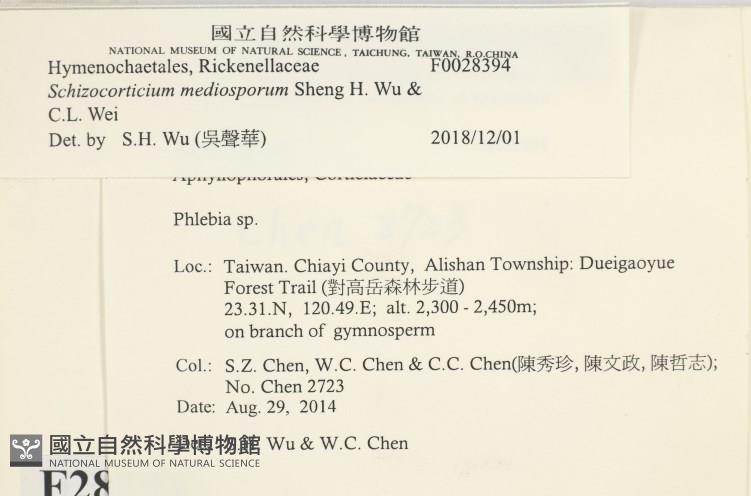 國立自然科學博物館
NATIONAL MUSEUM OF NATURAL SCIENCE, TAICHUNG, TAIWAN, R.O.CHINA
Hymenochaetales, Rickenellaceae F0028394
Schizocorticium mediosporum Sheng H. Wu &
C.L. Wei
Det. by S.H. Wu (吳聲華) 2018/12/01
Phlebia sp.
Loc.: Taiwan. Chiayi County, Alishan Township: Dueigaoyue
Forest Trail (對高岳森林步道)
23.31.N, 120.49.E; alt. 2,300 - 2,450m;
on branch of gymnosperm
Col.: S.Z. Chen, W.C. Chen & C.C. Chen(陳秀珍, 陳文政, 陳哲志);
No. Chen 2723
Date: Aug. 29, 2014
Wu & W.C. Chen
國立自然科學博物館
NATIONAL MUSEUM OF NATURAL SCIENCE